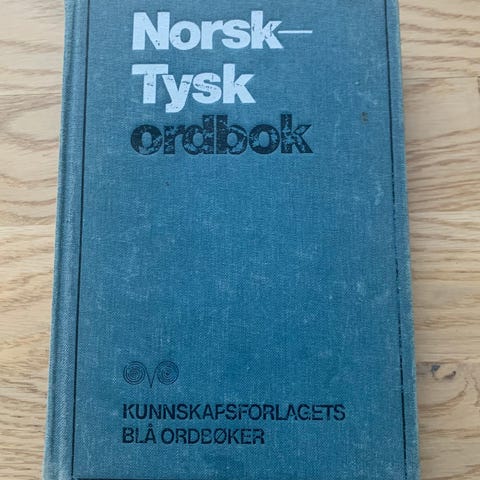 Norsk–
Tysk
ordbok
KUNNSKAPSFORLAGETS
BLÅ ORDBØKER